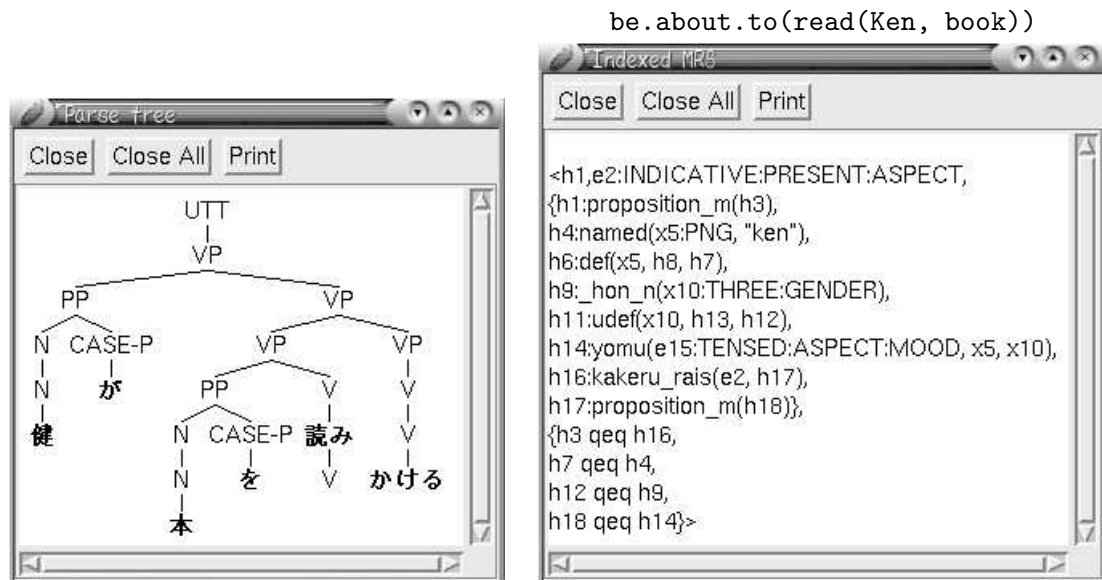 be.about.to(read(Ken, book))
Parse tree
Close Close All Print
UTT
VP
PP VP
N CASE-P VP VP
N が PP V V
健 N CASE-P 読み V
N を V かける
本
Indexed MRS
Close Close All Print
<h1,e2:INDICATIVE:PRESENT:ASPECT,
{h1:proposition_m(h3),
h4:named(x5:PNG, "ken"),
h6:def(x5, h8, h7),
h9:_hon_n(x10:THREE:GENDER),
h11:udef(x10, h13, h12),
h14:yomu(e15:TENSED:ASPECT:MOOD, x5, x10),
h16:kakeru_rais(e2, h17),
h17:proposition_m(h18)},
{h3 qeq h16,
h7 qeq h4,
h12 qeq h9,
h18 qeq h14}>